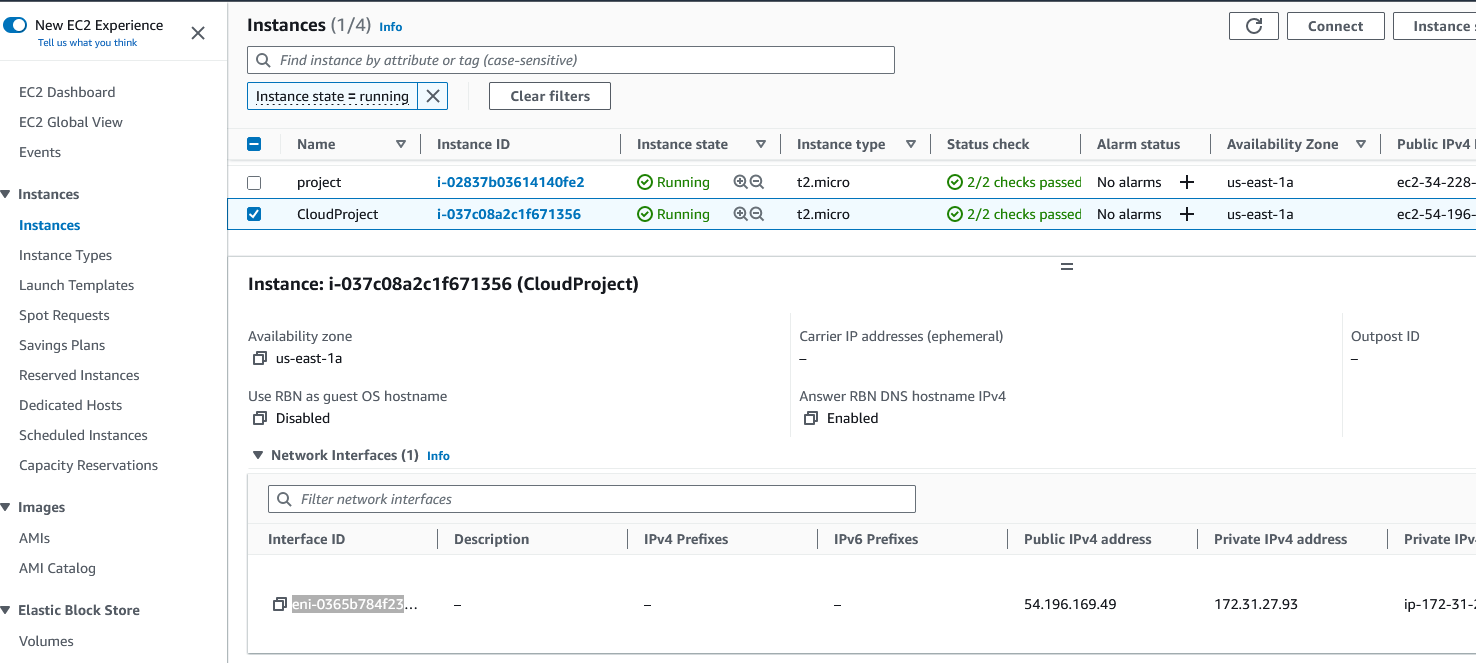 New EC2 Experience
Tell us what you think
EC2 Dashboard
EC2 Global View
Events
Instances
Instances
Instance Types
Launch Templates
Spot Requests
Savings Plans
Reserved Instances
Dedicated Hosts
Scheduled Instances
Capacity Reservations
Images
AMIs
AMI Catalog
Elastic Block Store
Volumes
Instances (1/4) Info
Connect
Instance s
Find instance by attribute or tag (case-sensitive)
Instance state = running
Clear filters
Name Instance ID Instance state Instance type Status check Alarm status Availability Zone Public IPv4
project i-02837b03614140fe2 Running t2.micro 2/2 checks passed No alarms + us-east-1a ec2-34-228-
CloudProject i-037c08a2c1f671356 Running t2.micro 2/2 checks passed No alarms + us-east-1a ec2-54-196-
Instance: i-037c08a2c1f671356 (CloudProject)
Availability zone Carrier IP addresses (ephemeral) Outpost ID
us-east-1a – –
Use RBN as guest OS hostname Answer RBN DNS hostname IPv4
Disabled Enabled
Network Interfaces (1) Info
Filter network interfaces
Interface ID Description IPv4 Prefixes IPv6 Prefixes Public IPv4 address Private IPv4 address Private IPv
eni-0365b784f23... – – – 54.196.169.49 172.31.27.93 ip-172-31-2